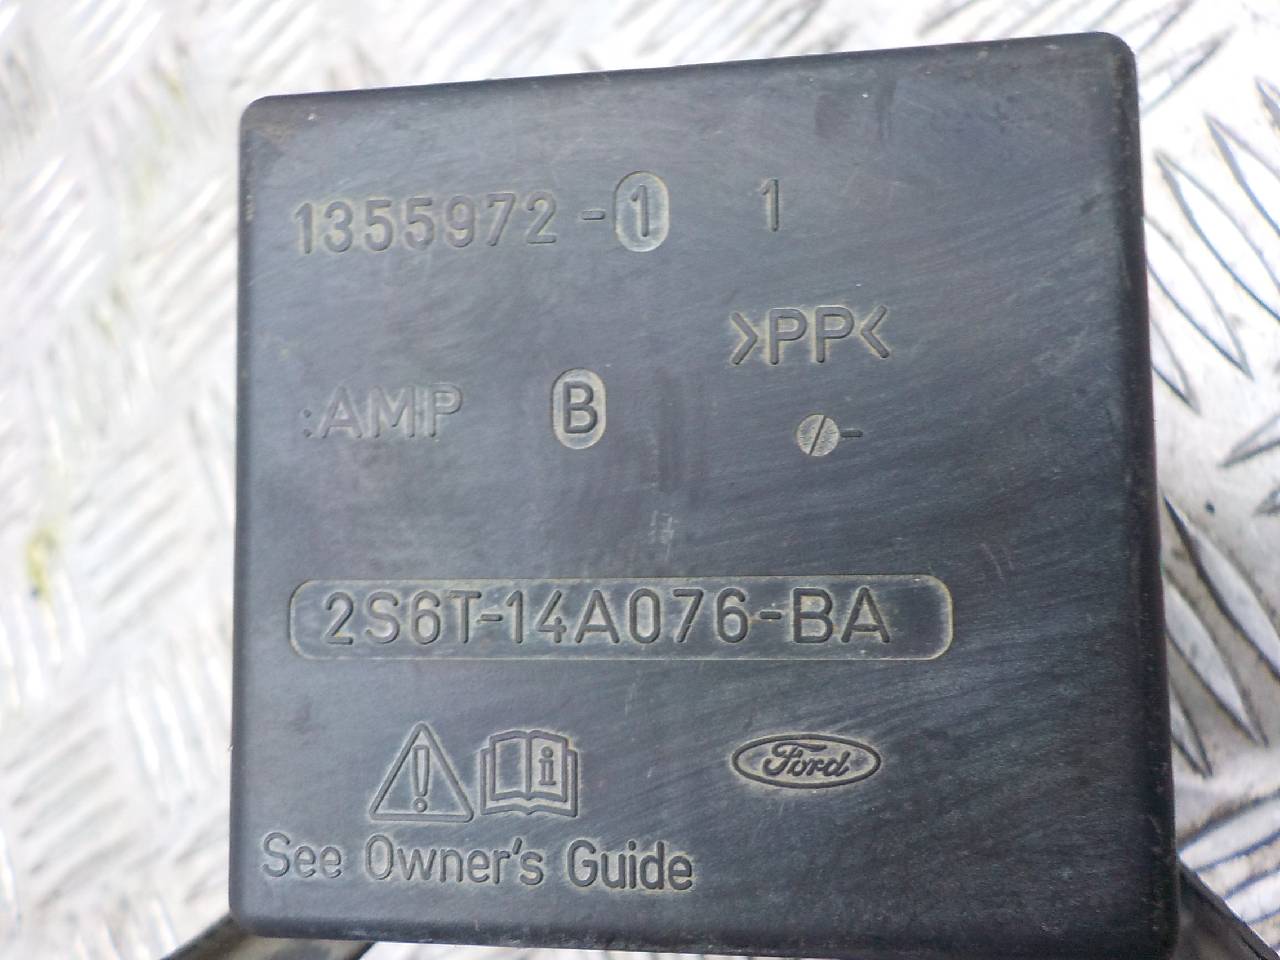 1355972-1 1
>PP<
:AMP B
2S6T-14A076-BA
Ford
See Owner's Guide